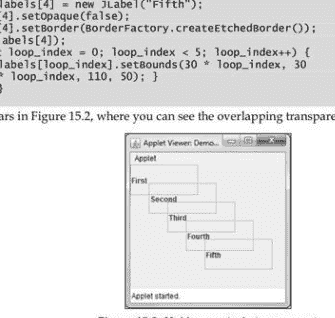 labels[4] = new JLabel("Fifth");
[4].setOpaque(false);
[4].setBorder(BorderFactory.createEtchedBorder());
abels[4]);
loop_index = 0; loop_index < 5; loop_index++) {
labels[loop_index].setBounds(30 * loop_index, 30
* loop_index, 110, 50); }
}
ars in Figure 15.2, where you can see the overlapping transpare
Applet Viewer: Demo...
Applet
First
Second
Third
Fourth
Fifth
Applet started.